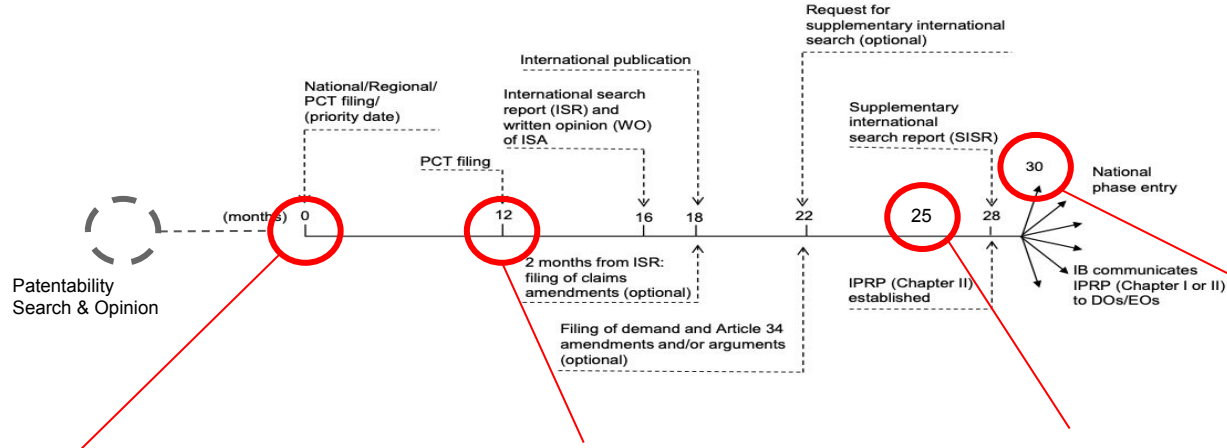 Request for
supplementary international
search (optional)
International publication
National/Regional/
PCT filing/
(priority date)
International search
report (ISR) and
written opinion (WO)
of ISA
Supplementary
international
search report (SISR)
PCT filing
30
National
phase entry
(months)
0
12
16
18
22
25
28
Patentability
Search & Opinion
2 months from ISR:
filing of claims
amendments (optional)
IPRP (Chapter II)
established
IB communicates
IPRP (Chapter I or II)
to DOs/EOs
Filing of demand and Article 34
amendments and/or arguments
(optional)